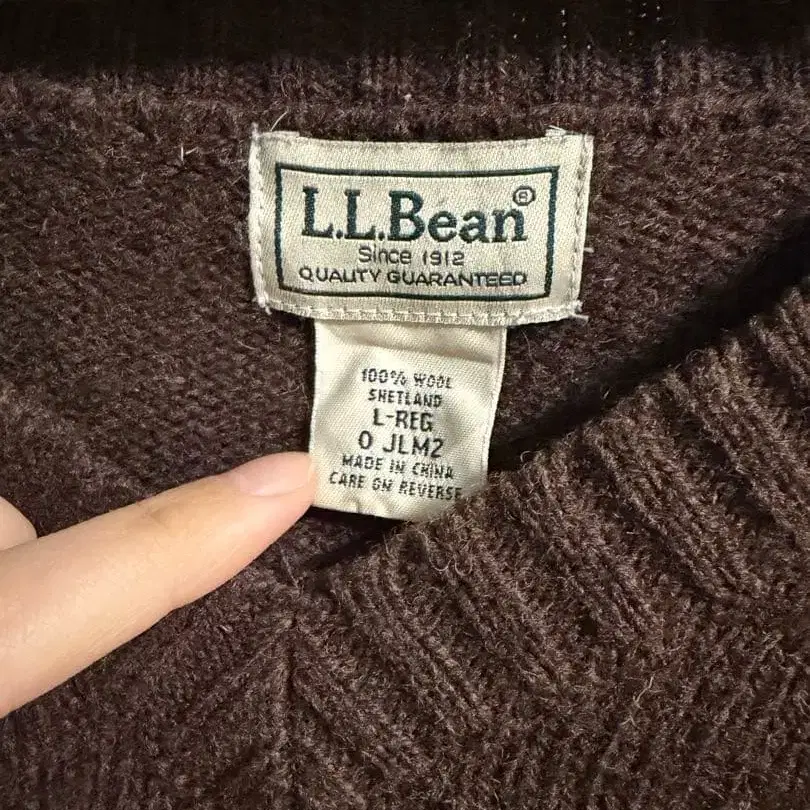 L.L.Bean®
Since 1912
QUALITY GUARANTEED
100% WOOL
SHETLAND
L-REG
0 JLM2
MADE IN CHINA
CARE ON REVERSE